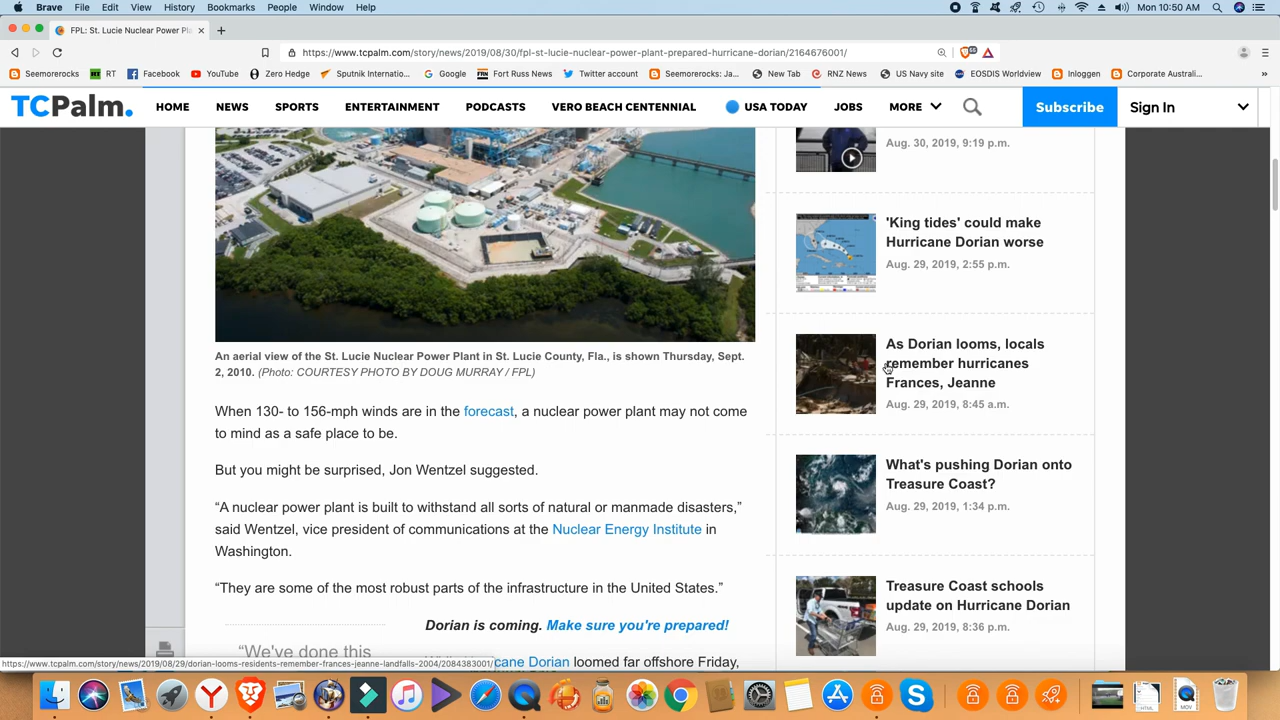 Brave File Edit View History Bookmarks People Window Help
Mon 10:50 AM
FPL: St. Lucie Nuclear Power Pla
https://www.tcpalm.com/story/news/2019/08/30/fpl-st-lucie-nuclear-power-plant-prepared-hurricane-dorian/2164676001/
Seemorerocks RT Facebook YouTube Zero Hedge Sputnik Internatio... Google Fort Russ News Twitter account Seemorerocks: Ja... New Tab RNZ News US Navy site EOSDIS Worldview Inloggen Corporate Australi...
TCPalm. HOME NEWS SPORTS ENTERTAINMENT PODCASTS VERO BEACH CENTENNIAL USA TODAY JOBS MORE Subscribe Sign In
An aerial view of the St. Lucie Nuclear Power Plant in St. Lucie County, Fla., is shown Thursday, Sept.
2, 2010. (Photo: COURTESY PHOTO BY DOUG MURRAY / FPL)
When 130- to 156-mph winds are in the forecast, a nuclear power plant may not come
to mind as a safe place to be.
But you might be surprised, Jon Wentzel suggested.
“A nuclear power plant is built to withstand all sorts of natural or manmade disasters,”
said Wentzel, vice president of communications at the Nuclear Energy Institute in
Washington.
“They are some of the most robust parts of the infrastructure in the United States.”
Dorian is coming. Make sure you're prepared!
“We've done this
cane Dorian loomed far offshore Friday,
Aug. 30, 2019, 9:19 p.m.
'King tides' could make
Hurricane Dorian worse
Aug. 29, 2019, 2:55 p.m.
As Dorian looms, locals
remember hurricanes
Frances, Jeanne
Aug. 29, 2019, 8:45 a.m.
What's pushing Dorian onto
Treasure Coast?
Aug. 29, 2019, 1:34 p.m.
Treasure Coast schools
update on Hurricane Dorian
Aug. 29, 2019, 8:36 p.m.
https://www.tcpalm.com/story/news/2019/08/29/dorian-looms-residents-remember-frances-jeanne-landfalls-2004/2084383001/